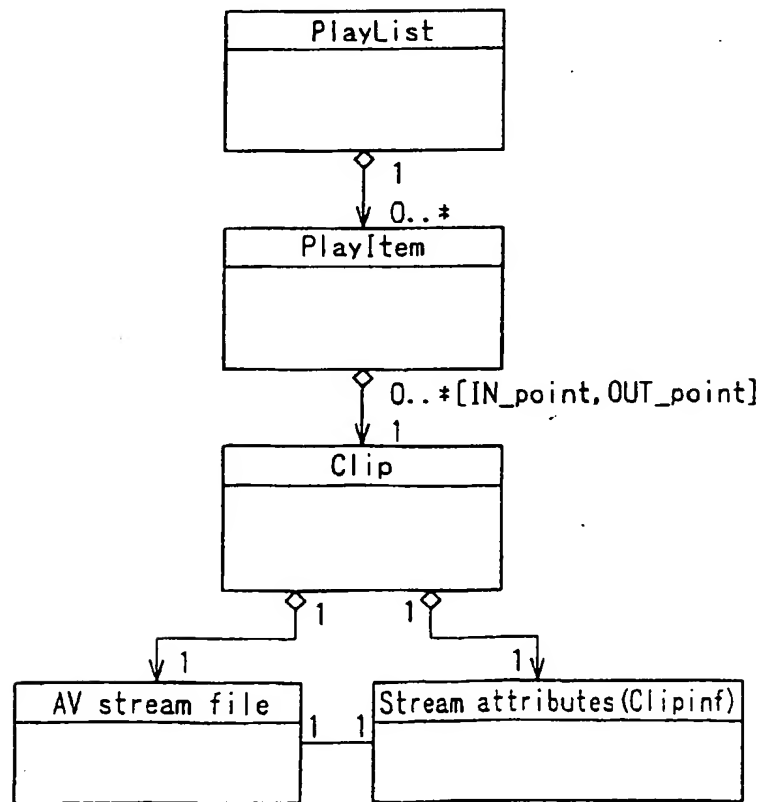 PlayList
1
0..*
PlayItem
0..*[IN_point,OUT_point]
1
Clip
1 1
1 1
AV stream file Stream attributes(Clipinf)
1 1